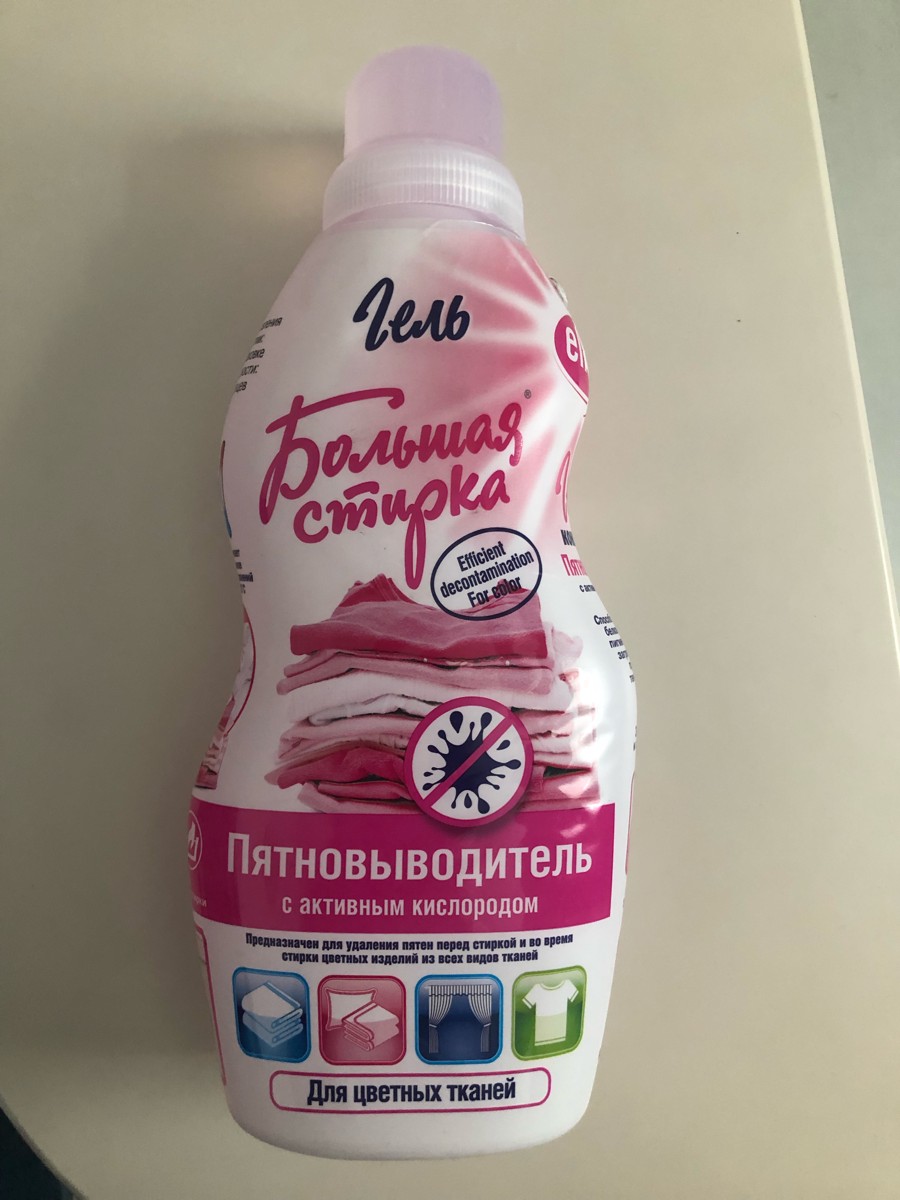 Гель
Большая®
стирка
Efficient
decontamination
For color
Пятновыводитель
с активным кислородом
Предназначен для удаления пятен перед стиркой и во время
стирки цветных изделий из всех видов тканей
Для цветных тканей